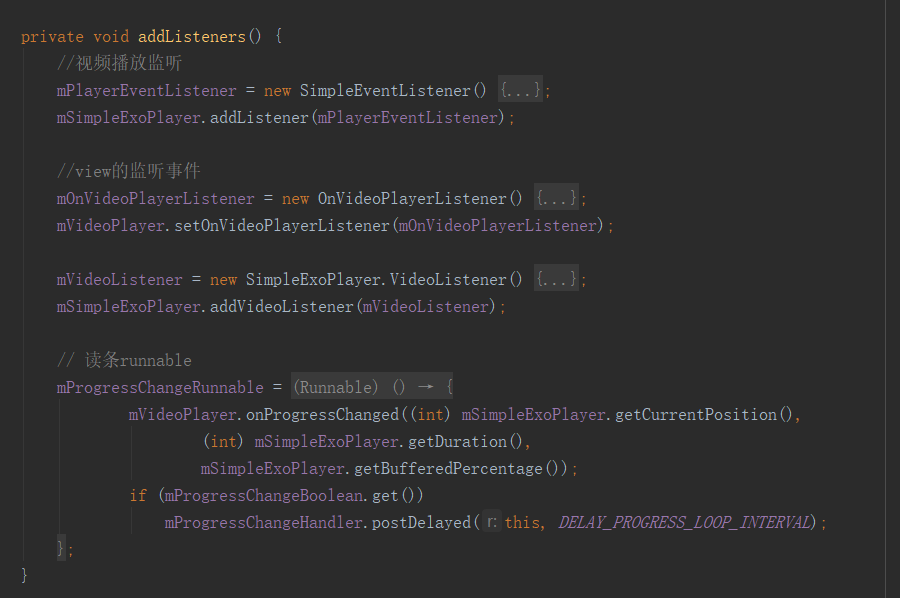 private void addListeners() {
//视频播放监听
mPlayerEventListener = new SimpleEventListener() {...};
mSimpleExoPlayer.addListener(mPlayerEventListener);
//view的监听事件
mOnVideoPlayerListener = new OnVideoPlayerListener() {...};
mVideoPlayer.setOnVideoPlayerListener(mOnVideoPlayerListener);
mVideoListener = new SimpleExoPlayer.VideoListener() {...};
mSimpleExoPlayer.addVideoListener(mVideoListener);
// 读条runnable
mProgressChangeRunnable = (Runnable) () → {
mVideoPlayer.onProgressChanged((int) mSimpleExoPlayer.getCurrentPosition(),
(int) mSimpleExoPlayer.getDuration(),
mSimpleExoPlayer.getBufferedPercentage());
if (mProgressChangeBoolean.get())
mProgressChangeHandler.postDelayed( r: this, DELAY_PROGRESS_LOOP_INTERVAL);
};
}